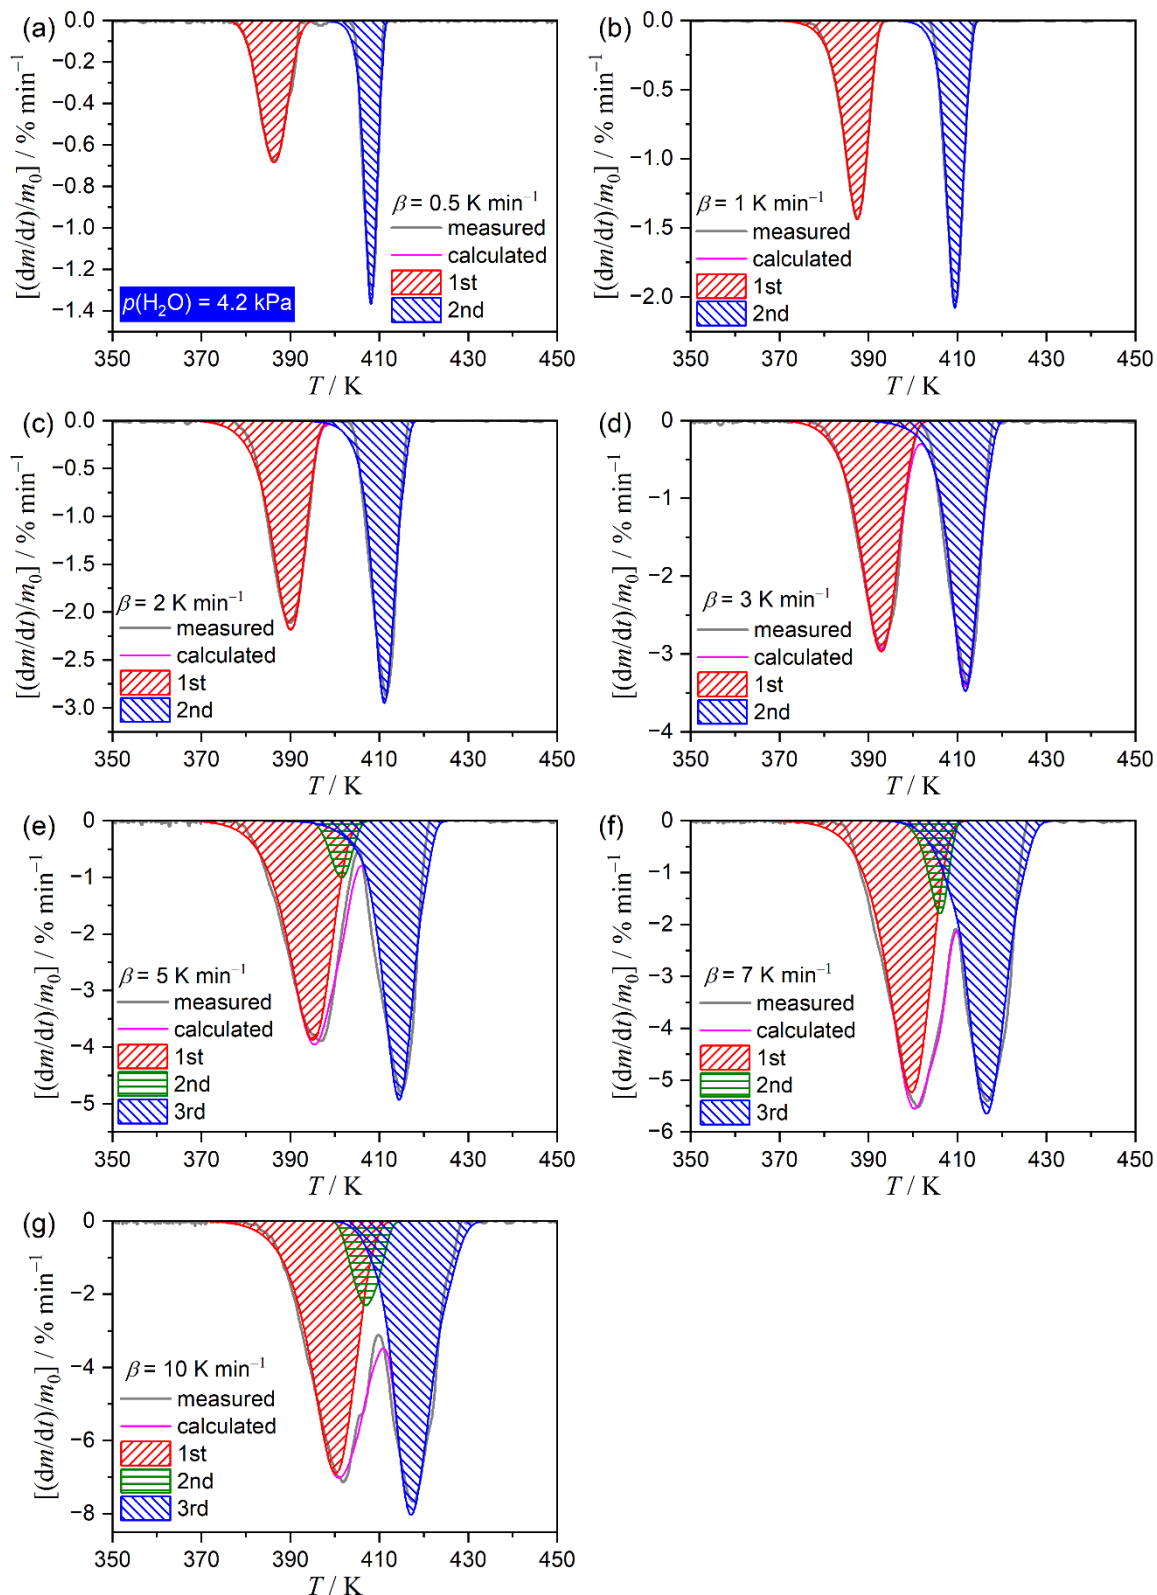 (a)
0.0
−0.2
−0.4
−0.6
−0.8
−1.0
−1.2
−1.4
[(dm/dt)/m₀] / % min⁻¹
β = 0.5 K min⁻¹
measured
calculated
1st
2nd
p(H₂O) = 4.2 kPa
350 370 390 410 430 450
T / K
(b)
0.0
−0.5
−1.0
−1.5
−2.0
[(dm/dt)/m₀] / % min⁻¹
β = 1 K min⁻¹
measured
calculated
1st
2nd
350 370 390 410 430 450
T / K
(c)
0.0
−0.5
−1.0
−1.5
−2.0
−2.5
−3.0
[(dm/dt)/m₀] / % min⁻¹
β = 2 K min⁻¹
measured
calculated
1st
2nd
350 370 390 410 430 450
T / K
(d)
0
−1
−2
−3
−4
[(dm/dt)/m₀] / % min⁻¹
β = 3 K min⁻¹
measured
calculated
1st
2nd
350 370 390 410 430 450
T / K
(e)
0
−1
−2
−3
−4
−5
[(dm/dt)/m₀] / % min⁻¹
β = 5 K min⁻¹
measured
calculated
1st
2nd
3rd
350 370 390 410 430 450
T / K
(f)
0
−1
−2
−3
−4
−5
−6
[(dm/dt)/m₀] / % min⁻¹
β = 7 K min⁻¹
measured
calculated
1st
2nd
3rd
350 370 390 410 430 450
T / K
(g)
0
−2
−4
−6
−8
[(dm/dt)/m₀] / % min⁻¹
β = 10 K min⁻¹
measured
calculated
1st
2nd
3rd
350 370 390 410 430 450
T / K